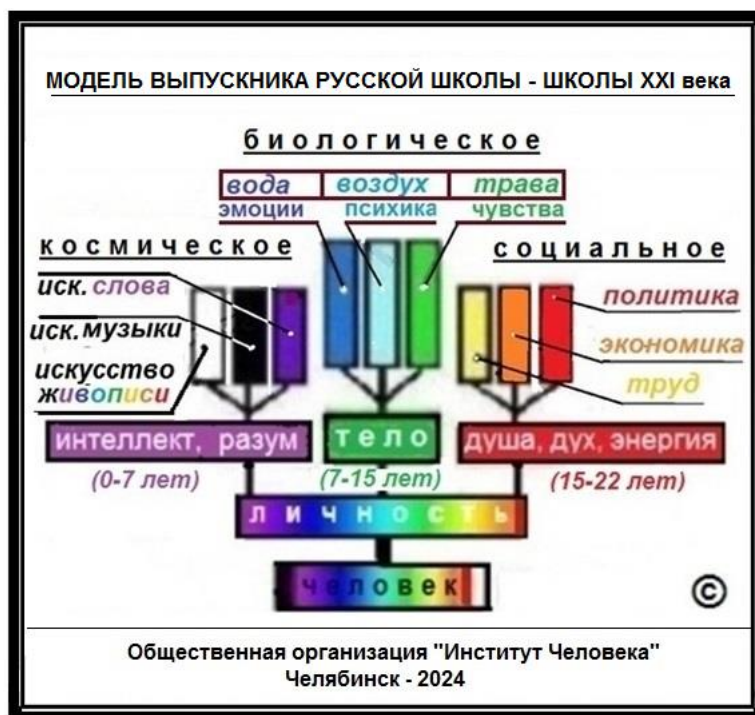 МОДЕЛЬ ВЫПУСКНИКА РУССКОЙ ШКОЛЫ - ШКОЛЫ XXI века
биологическое
вода воздух трава
эмоции психика чувства
космическое
социальное
иск. слова
иск. музыки
искусство
живописи
политика
экономика
труд
интеллект, разум
тело
душа, дух, энергия
(0-7 лет)
(7-15 лет)
(15-22 лет)
личность
человек
©
Общественная организация "Институт Человека"
Челябинск - 2024